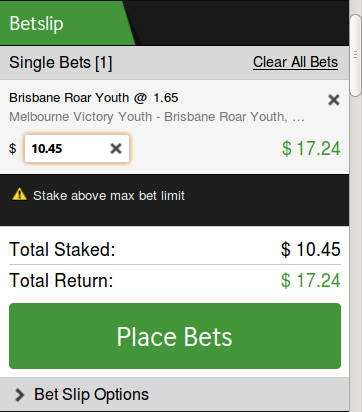 Betslip
Single Bets [1] Clear All Bets
Brisbane Roar Youth @ 1.65
Melbourne Victory Youth - Brisbane Roar Youth, ...
$ 10.45 $ 17.24
Stake above max bet limit
Total Staked: $ 10.45
Total Return: $ 17.24
Place Bets
Bet Slip Options